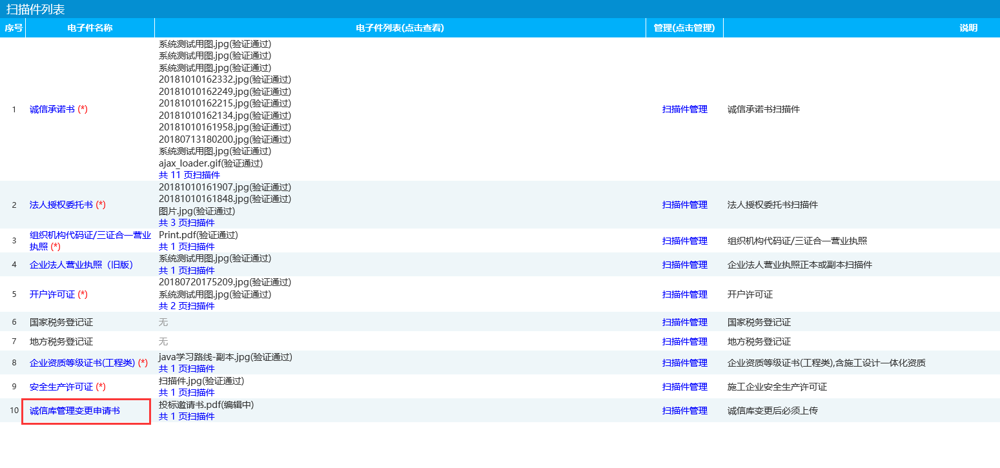 扫描件列表
序号 电子件名称 电子件列表(点击查看) 管理(点击管理) 说明
系统测试用图.jpg(验证通过)
系统测试用图.jpg(验证通过)
系统测试用图.jpg(验证通过)
20181010162332.jpg(验证通过)
20181010162249.jpg(验证通过)
20181010162215.jpg(验证通过)
1 诚信承诺书 (*) 扫描件管理 诚信承诺书扫描件
20181010162134.jpg(验证通过)
20181010161958.jpg(验证通过)
20180713180200.jpg(验证通过)
系统测试用图.jpg(验证通过)
ajax_loader.gif(验证通过)
共 11 页扫描件
20181010161907.jpg(验证通过)
20181010161848.jpg(验证通过)
2 法人授权委托书 (*) 扫描件管理 法人授权委托书扫描件
图片.jpg(验证通过)
共 3 页扫描件
组织机构代码证/三证合一营业 Print.pdf(验证通过)
3 扫描件管理 组织机构代码证/三证合一营业执照
执照 (*) 共 1 页扫描件
系统测试用图.jpg(验证通过)
4 企业法人营业执照（旧版） 扫描件管理 企业法人营业执照正本或副本扫描件
共 1 页扫描件
20180720175209.jpg(验证通过)
5 开户许可证 (*) 系统测试用图.jpg(验证通过) 扫描件管理 开户许可证
共 2 页扫描件
6 国家税务登记证 无 扫描件管理 国家税务登记证
7 地方税务登记证 无 扫描件管理 地方税务登记证
java学习路线-副本.jpg(验证通过)
8 企业资质等级证书(工程类) (*) 扫描件管理 企业资质等级证书(工程类),含施工设计一体化资质
共 1 页扫描件
扫描件.jpg(验证通过)
9 安全生产许可证 (*) 扫描件管理 施工企业安全生产许可证
共 1 页扫描件
投标邀请书.pdf(编辑中)
10 诚信库管理变更申请书 扫描件管理 诚信库变更后必须上传
共 1 页扫描件